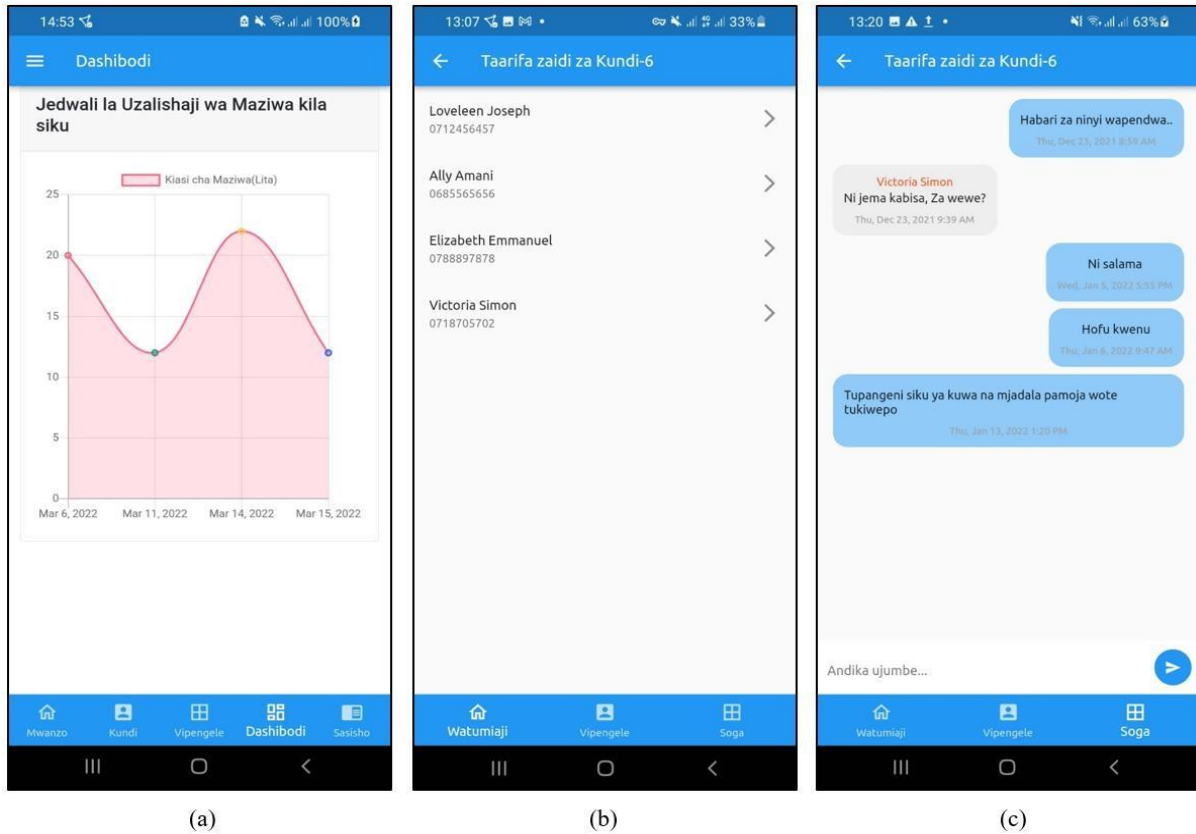 14:53
100%
Dashibodi
Jedwali la Uzalishaji wa Maziwa kila
siku
Kiasi cha Maziwa(Lita)
25
20
15
10
5
0
Mar 6, 2022 Mar 11, 2022 Mar 14, 2022 Mar 15, 2022
Mwanzo Kundi Vipengele Dashibodi Sasisho
(a)
13:07
33%
Taarifa zaidi za Kundi-6
Loveleen Joseph
0712456457
Ally Amani
0685565656
Elizabeth Emmanuel
0788897878
Victoria Simon
0718705702
Watumiaji Vipengele Soga
(b)
13:20
63%
Taarifa zaidi za Kundi-6
Habari za ninyi wapendwa..
Thu, Dec 23, 2021 8:59 AM
Victoria Simon
Ni jema kabisa, Za wewe?
Thu, Dec 23, 2021 9:39 AM
Ni salama
Wed, Jan 5, 2022 5:53 PM
Hofu kwenu
Thu, Jan 6, 2022 9:47 AM
Tupangeni siku ya kuwa na mjadala pamoja wote
tukiwepo
Thu, Jan 13, 2022 1:20 PM
Andika ujumbe...
Watumiaji Vipengele Soga
(c)